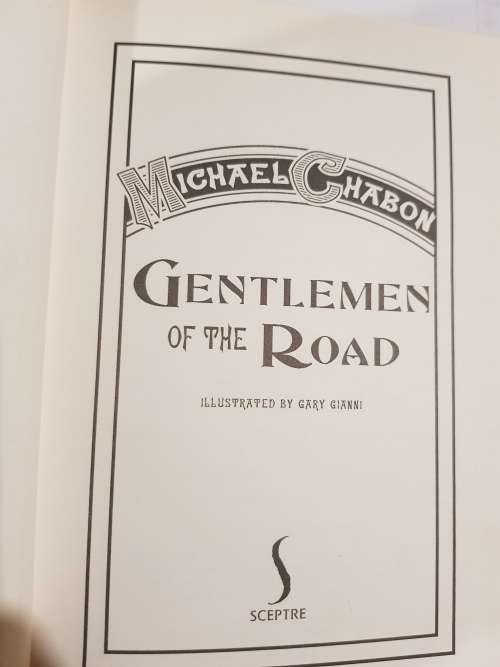 MICHAEL CHABON
GENTLEMEN
OF THE ROAD
ILLUSTRATED BY GARY GIANNI
SCEPTRE